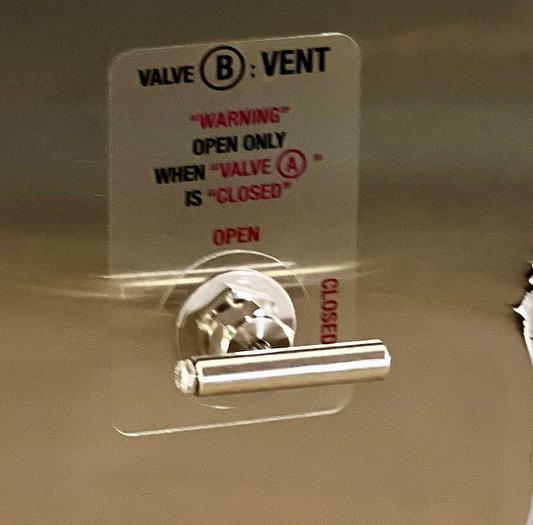 VALVE B : VENT
"WARNING"
OPEN ONLY
WHEN "VALVE A "
IS "CLOSED"
OPEN
CLOSED